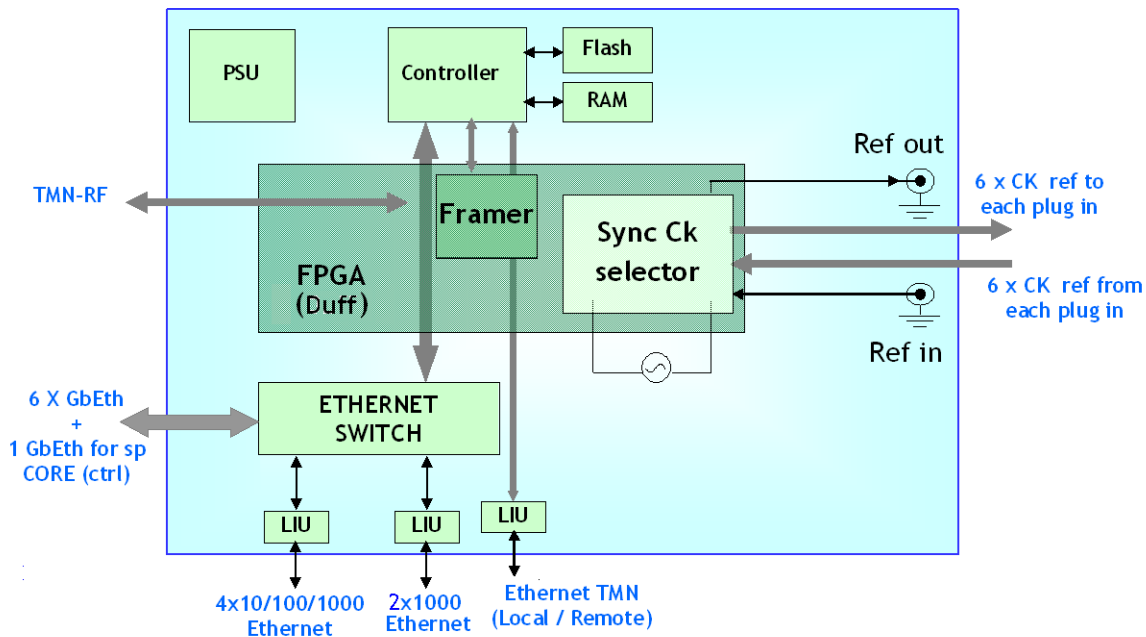 PSU
Controller
Flash
RAM
Ref out
6 x CK ref to
each plug in
TMN-RF
Framer
Sync Ck
selector
FPGA
(Duff)
6 x CK ref from
each plug in
Ref in
6 X GbEth
+
1 GbEth for sp
CORE (ctrl)
ETHERNET
SWITCH
LIU
LIU
LIU
4x10/100/1000
Ethernet
2x1000
Ethernet
Ethernet TMN
(Local / Remote)